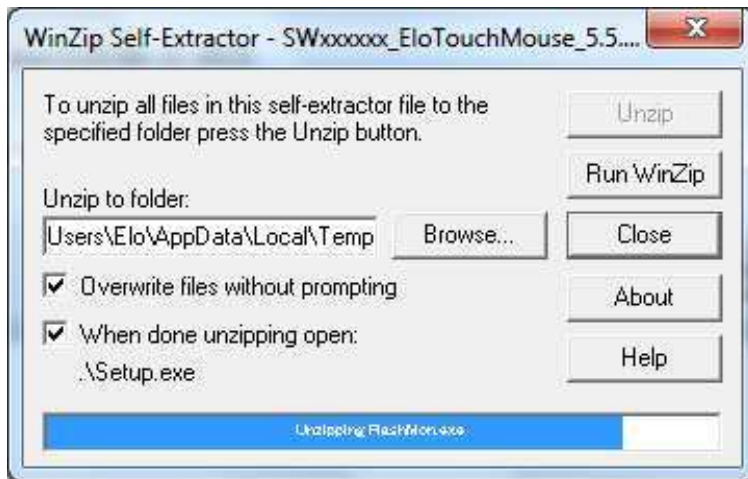 WinZip Self-Extractor - SWxxxxxx_EloTouchMouse_5.5....
To unzip all files in this self-extractor file to the
specified folder press the Unzip button.
Unzip
Run WinZip
Unzip to folder:
Users\Elo\AppData\Local\Temp
Browse...
Close
Overwrite files without prompting
About
When done unzipping open:
.\Setup.exe
Help
Unzipping FlashMon.exe